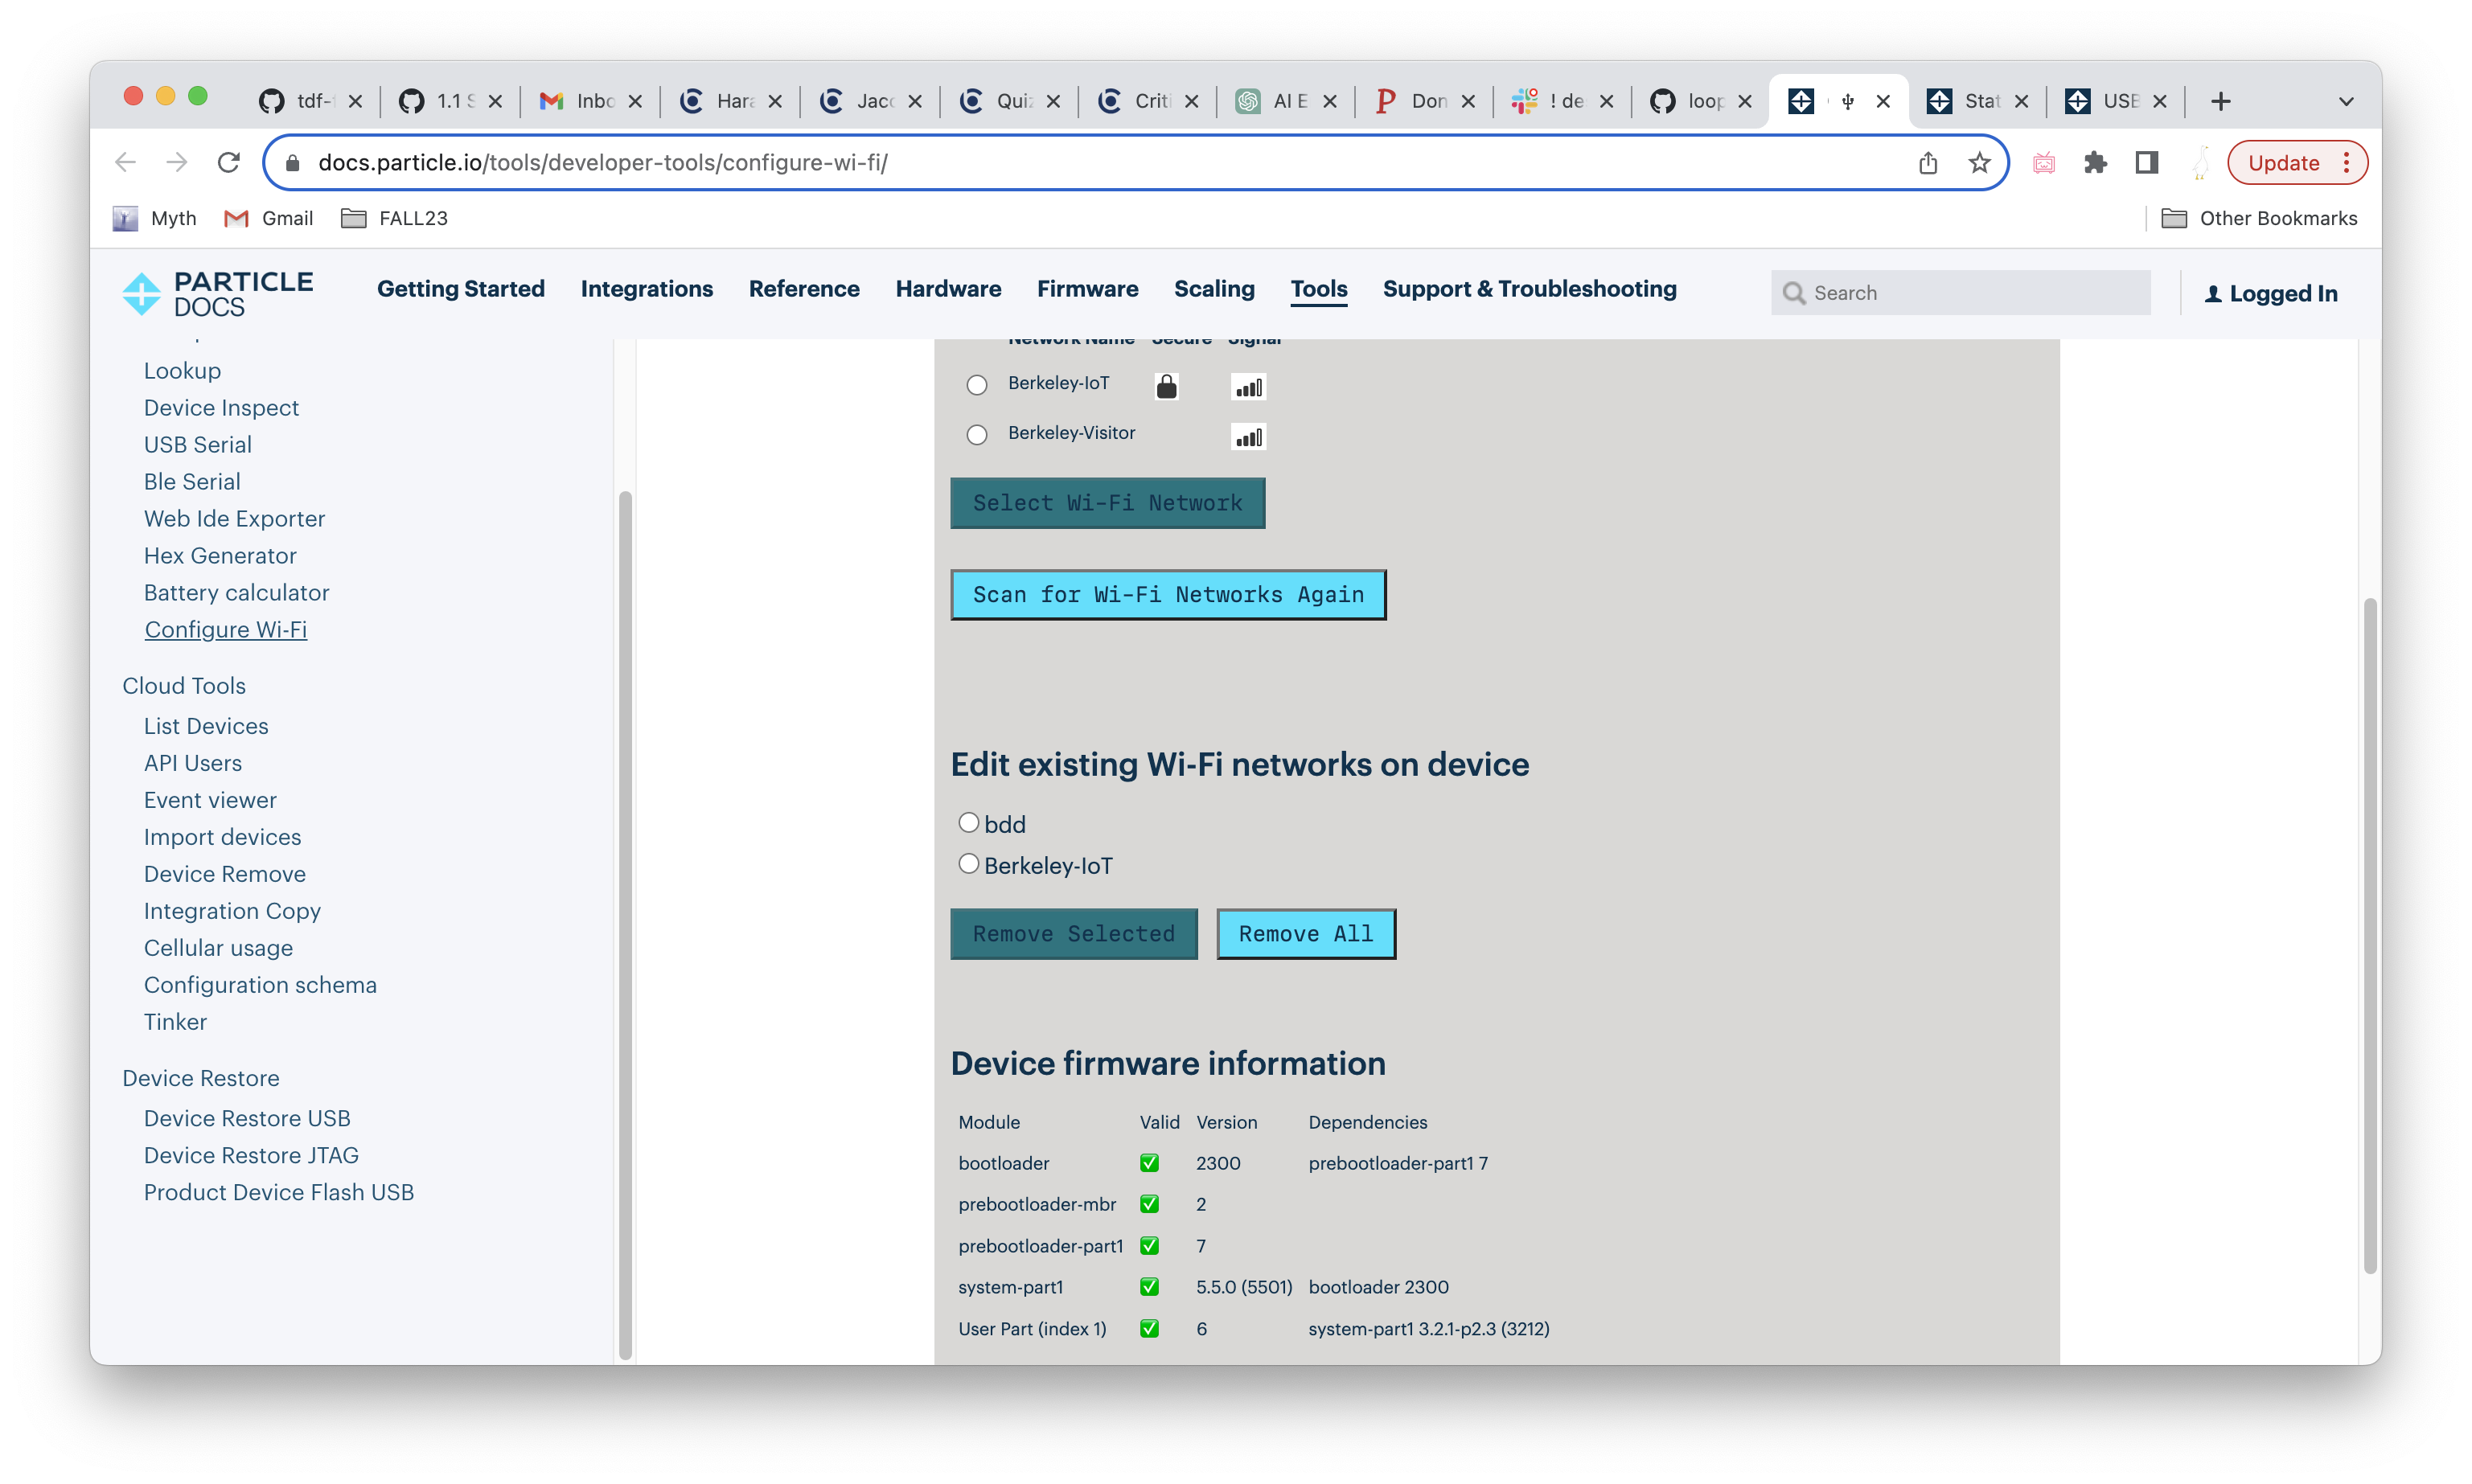 tdf-
1.1 S
Inbo
Hara
Jaco
Quiz
Criti
AI E
Don
! de
loop
Stat
USB
docs.particle.io/tools/developer-tools/configure-wi-fi/
Update
Myth
Gmail
FALL23
Other Bookmarks
PARTICLE
DOCS
Getting Started
Integrations
Reference
Hardware
Firmware
Scaling
Tools
Support & Troubleshooting
Search
Logged In
Lookup
Device Inspect
USB Serial
Ble Serial
Web Ide Exporter
Hex Generator
Battery calculator
Configure Wi-Fi
Cloud Tools
List Devices
API Users
Event viewer
Import devices
Device Remove
Integration Copy
Cellular usage
Configuration schema
Tinker
Device Restore
Device Restore USB
Device Restore JTAG
Product Device Flash USB
Network Name Secure Signal
Berkeley-IoT
Berkeley-Visitor
Select Wi-Fi Network
Scan for Wi-Fi Networks Again
Edit existing Wi-Fi networks on device
bdd
Berkeley-IoT
Remove Selected
Remove All
Device firmware information
Module Valid Version Dependencies
bootloader 2300 prebootloader-part1 7
prebootloader-mbr 2
prebootloader-part1 7
system-part1 5.5.0 (5501) bootloader 2300
User Part (index 1) 6 system-part1 3.2.1-p2.3 (3212)